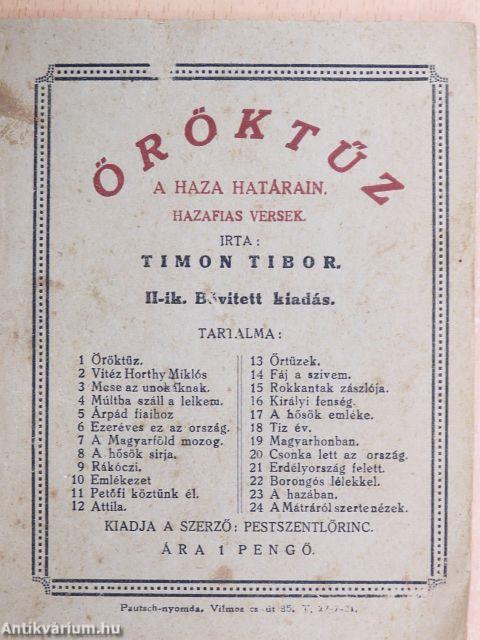 ÖRÖKTŰZ
A HAZA HATÁRAIN.
HAZAFIAS VERSEK.
IRTA:
TIMON TIBOR.
II-ik. Bővitett kiadás.
TARTALMA:
1 Öröktüz.
2 Vitéz Horthy Miklós
3 Mese az unokáknak.
4 Múltba száll a lelkem.
5 Árpád fiaihoz
6 Ezeréves ez az ország.
7 A Magyarföld mozog.
8 A hősök sirja.
9 Rákóczi.
10 Emlékezet
11 Petőfi köztünk él.
12 Attila.
13 Őrtüzek.
14 Fáj a szivem.
15 Rokkantak zászlója.
16 Királyi fenség.
17 A hősök emléke.
18 Tiz év.
19 Magyarhonban.
20 Csonka lett az ország.
21 Erdélyország felett.
22 Borongós lélekkel.
23 A hazában.
24 A Mátráról szertenézek.
KIADJA A SZERZŐ: PESTSZENTLŐRINC.
ÁRA 1 PENGŐ.
Pautsch-nyomda, Vilmos cs. út 35. T.
Antikvárium.hu